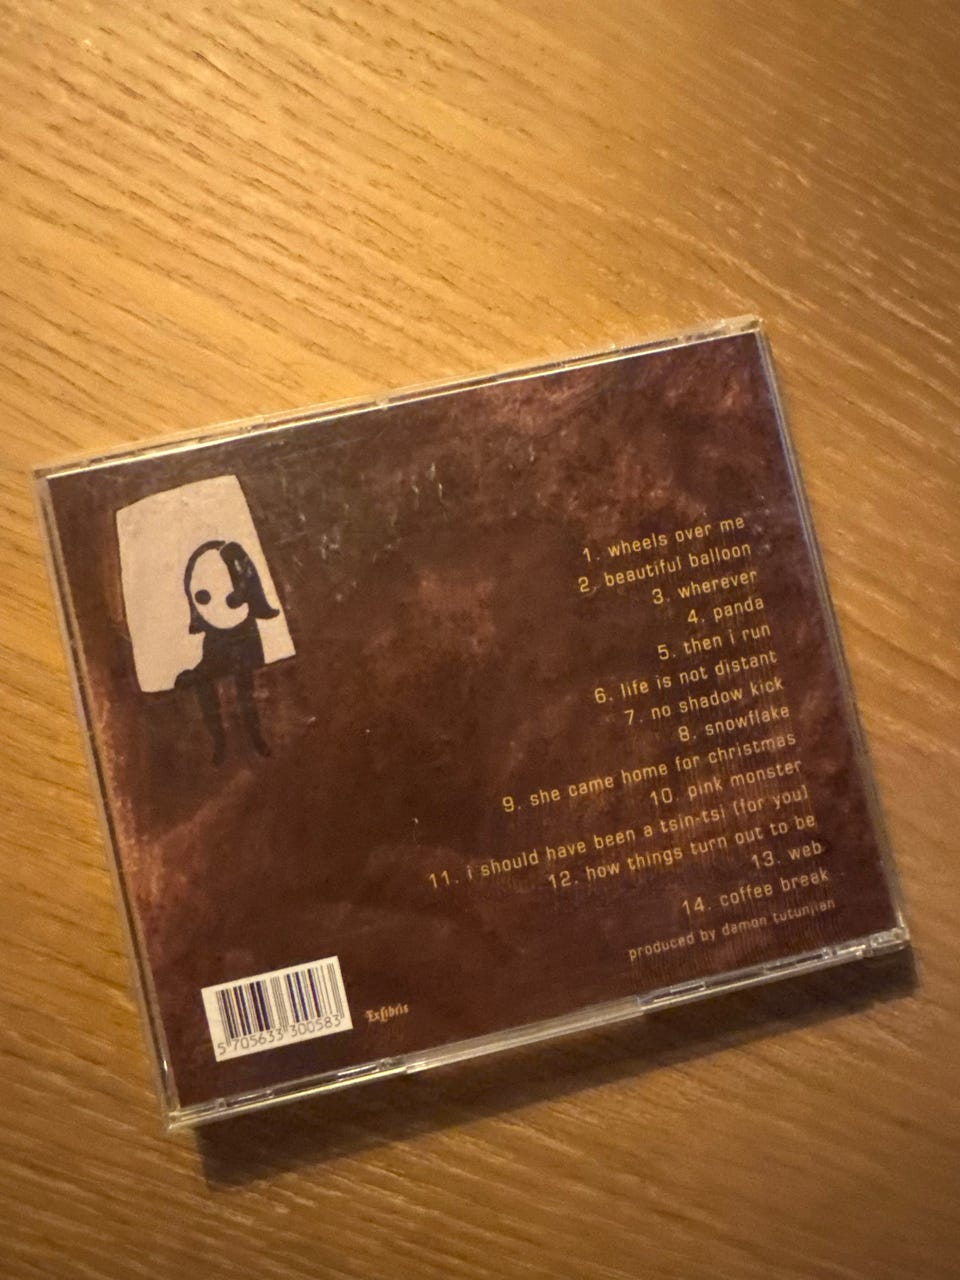 1. wheels over me
2. beautiful balloon
3. wherever
4. panda
5. then i run
6. life is not distant
7. no shadow kick
8. snowflake
9. she came home for christmas
10. pink monster
11. i should have been a tsin-tsi (for you)
12. how things turn out to be
13. web
14. coffee break
produced by damon tutunjian
5 705633 300583
Exlibris